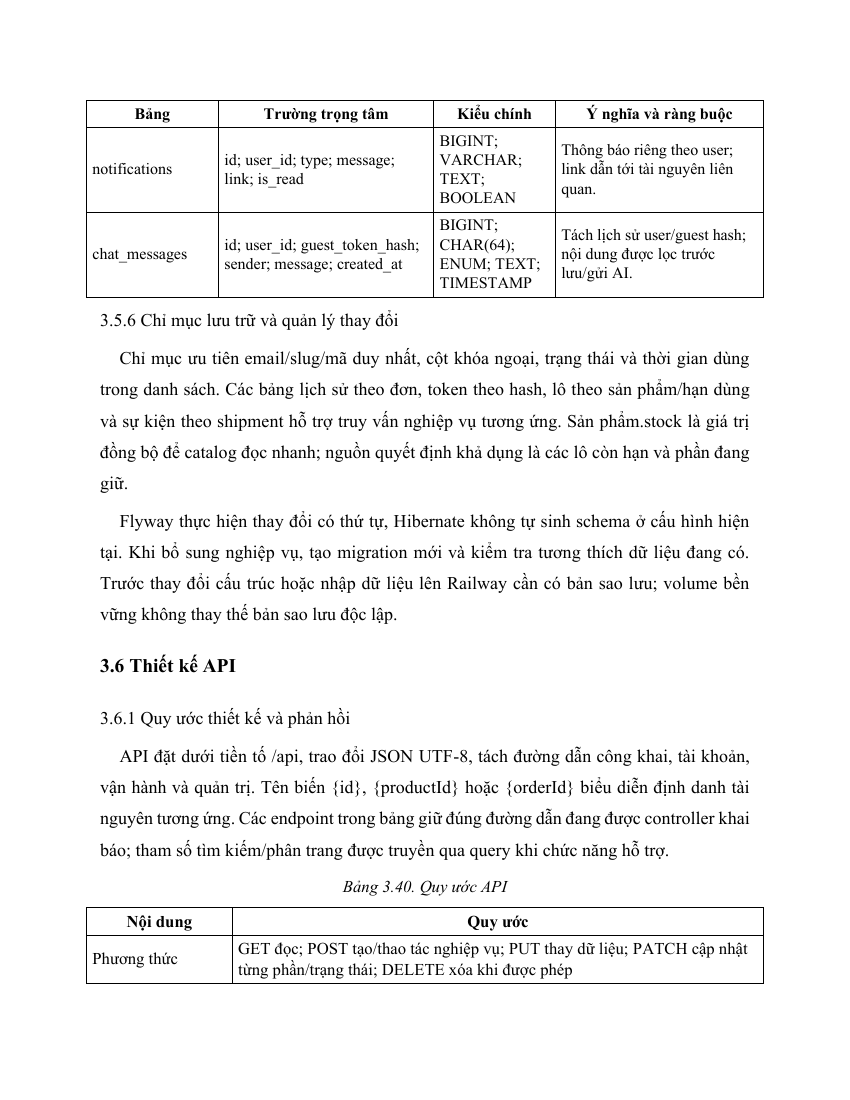 Bảng Trường trọng tâm Kiểu chính Ý nghĩa và ràng buộc
notifications
id; user_id; type; message;
link; is_read
BIGINT;
VARCHAR;
TEXT;
BOOLEAN
Thông báo riêng theo user;
link dẫn tới tài nguyên liên
quan.
chat_messages
id; user_id; guest_token_hash;
sender; message; created_at
BIGINT;
CHAR(64);
ENUM; TEXT;
TIMESTAMP
Tách lịch sử user/guest hash;
nội dung được lọc trước
lưu/gửi AI.
3.5.6 Chỉ mục lưu trữ và quản lý thay đổi
Chỉ mục ưu tiên email/slug/mã duy nhất, cột khóa ngoại, trạng thái và thời gian dùng
trong danh sách. Các bảng lịch sử theo đơn, token theo hash, lô theo sản phẩm/hạn dùng
và sự kiện theo shipment hỗ trợ truy vấn nghiệp vụ tương ứng. Sản phẩm.stock là giá trị
đồng bộ để catalog đọc nhanh; nguồn quyết định khả dụng là các lô còn hạn và phần đang
giữ.
Flyway thực hiện thay đổi có thứ tự, Hibernate không tự sinh schema ở cấu hình hiện
tại. Khi bổ sung nghiệp vụ, tạo migration mới và kiểm tra tương thích dữ liệu đang có.
Trước thay đổi cấu trúc hoặc nhập dữ liệu lên Railway cần có bản sao lưu; volume bền
vững không thay thế bản sao lưu độc lập.
3.6 Thiết kế API
3.6.1 Quy ước thiết kế và phản hồi
API đặt dưới tiền tố /api, trao đổi JSON UTF-8, tách đường dẫn công khai, tài khoản,
vận hành và quản trị. Tên biến {id}, {productId} hoặc {orderId} biểu diễn định danh tài
nguyên tương ứng. Các endpoint trong bảng giữ đúng đường dẫn đang được controller khai
báo; tham số tìm kiếm/phân trang được truyền qua query khi chức năng hỗ trợ.
Bảng 3.40. Quy ước API
Nội dung Quy ước
Phương thức
GET đọc; POST tạo/thao tác nghiệp vụ; PUT thay dữ liệu; PATCH cập nhật
từng phần/trạng thái; DELETE xóa khi được phép